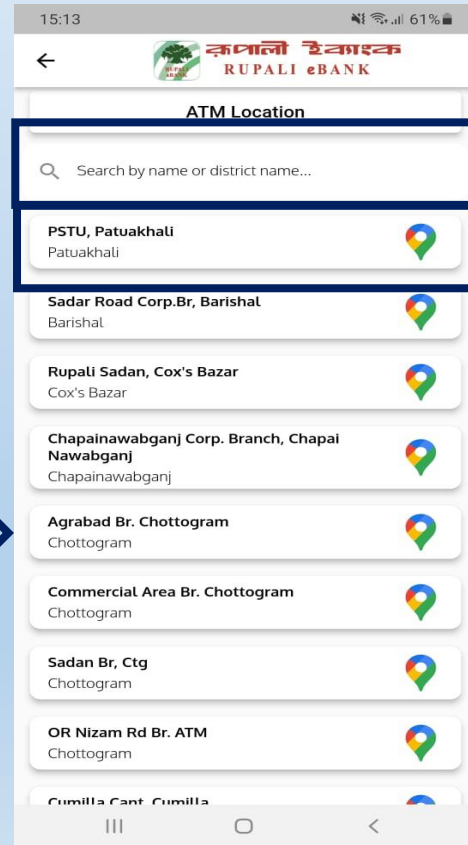 15:13 61%
রূপালী ই-ব্যাংক
RUPALI eBANK
ATM Location
Search by name or district name...
PSTU, Patuakhali
Patuakhali
Sadar Road Corp.Br, Barishal
Barishal
Rupali Sadan, Cox's Bazar
Cox's Bazar
Chapainawabganj Corp. Branch, Chapai
Nawabganj
Chapainawabganj
Agrabad Br. Chottogram
Chottogram
Commercial Area Br. Chottogram
Chottogram
Sadan Br, Ctg
Chottogram
OR Nizam Rd Br. ATM
Chottogram
Cumilla Cant, Cumilla